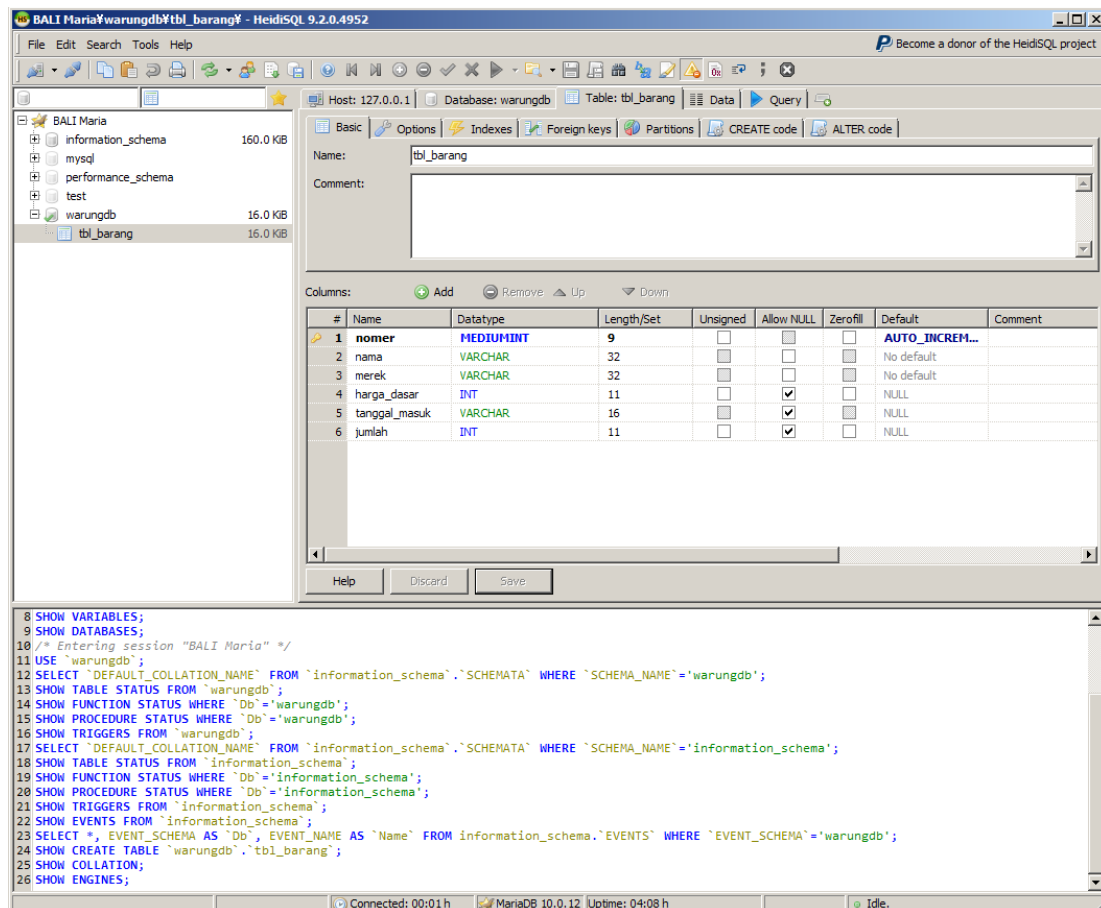 BALI Maria¥warungdb¥tbl_barang¥ - HeidiSQL 9.2.0.4952
File Edit Search Tools Help
Become a donor of the HeidiSQL project
Host: 127.0.0.1 Database: warungdb Table: tbl_barang Data Query
BALI Maria
information_schema 160.0 KiB
mysql
performance_schema
test
warungdb 16.0 KiB
tbl_barang 16.0 KiB
Basic Options Indexes Foreign keys Partitions CREATE code ALTER code
Name: tbl_barang
Comment:
Columns: Add Remove Up Down
# Name Datatype Length/Set Unsigned Allow NULL Zerofill Default Comment
1 nomer MEDIUMINT 9 AUTO_INCREM...
2 nama VARCHAR 32 No default
3 merek VARCHAR 32 No default
4 harga_dasar INT 11 NULL
5 tanggal_masuk VARCHAR 16 NULL
6 jumlah INT 11 NULL
Help Discard Save
8 SHOW VARIABLES;
9 SHOW DATABASES;
10 /* Entering session "BALI Maria" */
11 USE `warungdb`;
12 SELECT `DEFAULT_COLLATION_NAME` FROM `information_schema`.`SCHEMATA` WHERE `SCHEMA_NAME`='warungdb';
13 SHOW TABLE STATUS FROM `warungdb`;
14 SHOW FUNCTION STATUS WHERE `Db`='warungdb';
15 SHOW PROCEDURE STATUS WHERE `Db`='warungdb';
16 SHOW TRIGGERS FROM `warungdb`;
17 SELECT `DEFAULT_COLLATION_NAME` FROM `information_schema`.`SCHEMATA` WHERE `SCHEMA_NAME`='information_schema';
18 SHOW TABLE STATUS FROM `information_schema`;
19 SHOW FUNCTION STATUS WHERE `Db`='information_schema';
20 SHOW PROCEDURE STATUS WHERE `Db`='information_schema';
21 SHOW TRIGGERS FROM `information_schema`;
22 SHOW EVENTS FROM `information_schema`;
23 SELECT *, EVENT_SCHEMA AS `Db`, EVENT_NAME AS `Name` FROM information_schema.`EVENTS` WHERE `EVENT_SCHEMA`='warungdb';
24 SHOW CREATE TABLE `warungdb`.`tbl_barang`;
25 SHOW COLLATION;
26 SHOW ENGINES;
Connected: 00:01 h MariaDB 10.0.12 Uptime: 04:08 h Idle.